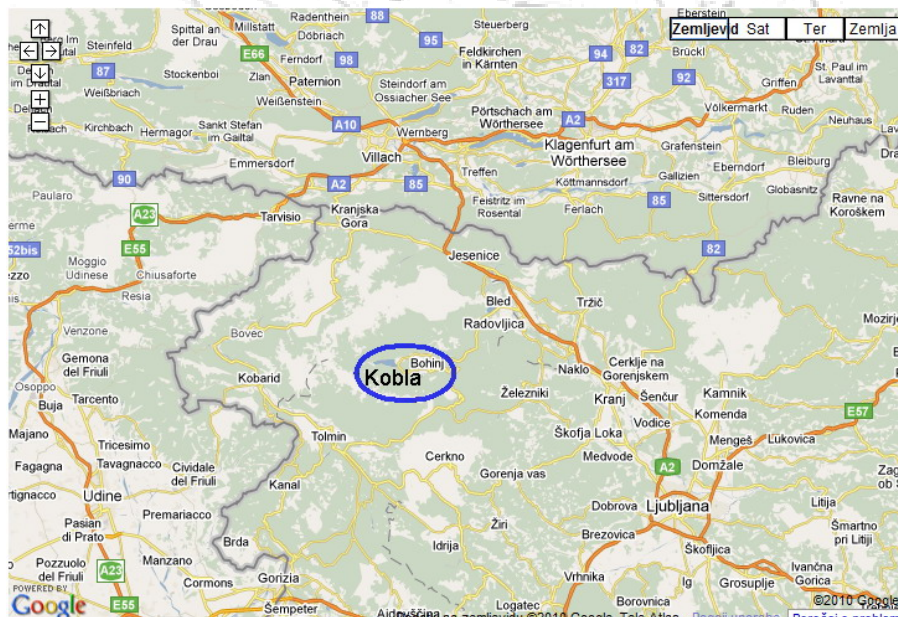 Zemljevid Sat Ter Zemlja
Spittal an
der Drau
Millstatt
Radenthein
Döbriach
88
Steuerberg
Eberstein
Steinfeld
E66
Ferndorf
98
95
Feldkirchen
in Kärnten
94
82
Brückl
St. Paul im
Lavanttal
87
Stockenboi
Zlan
Paternion
Steindorf am
Ossiacher See
317
92
Griffen
Weißbriach
Weißenstein
Pörtschach am
Wörthersee
Völkermarkt
Ruden
Kirchbach
Hermagor
Sankt Stefan
im Gailtal
A10
Wernberg
A2
Neuhaus
Klagenfurt am
Wörthersee
Grafenstein
Emmersdorf
Villach
Treffen
Gallizien
Eberndorf
Bleiburg
90
A2
85
Köttmannsdorf
Globasnitz
Paularo
Feistritz im
Rosental
85
Sittersdorf
Ravne na
Koroškem
A23
Tarvisio
Kranjska
Gora
Ferlach
E55
82
52bis
Moggio
Udinese
Chiusaforte
Jesenice
Resia
Bled
Tržič
Venzone
Bovec
Radovljica
Gemona
del Friuli
Bohinj
Kobla
Naklo
Cerklje na
Gorenjskem
Osoppo
Kobarid
Železniki
Kranj
Šenčur
Kamnik
Buja
Tarcento
Komenda
E57
Vodice
Majano
Tricesimo
Tolmin
Škofja Loka
Mengeš
Lukovica
Fagagna
Tavagnacco
Cividale
del Friuli
Cerkno
Medvode
A2
Domžale
Kanal
Gorenja vas
Udine
Dobrova
Ljubljana
Litija
Premariacco
Žiri
Pasian
di Prato
Brda
Idrija
Brezovica
Šmartno
pri Litiji
Manzano
Škofljica
Pozzuolo
del Friuli
A23
Cormons
Gorizia
Vrhnika
Ig
Grosuplje
Ivančna
Gorica
POWERED BY
Google
E55
Šempeter
Logatec
Borovnica
©2010 Google